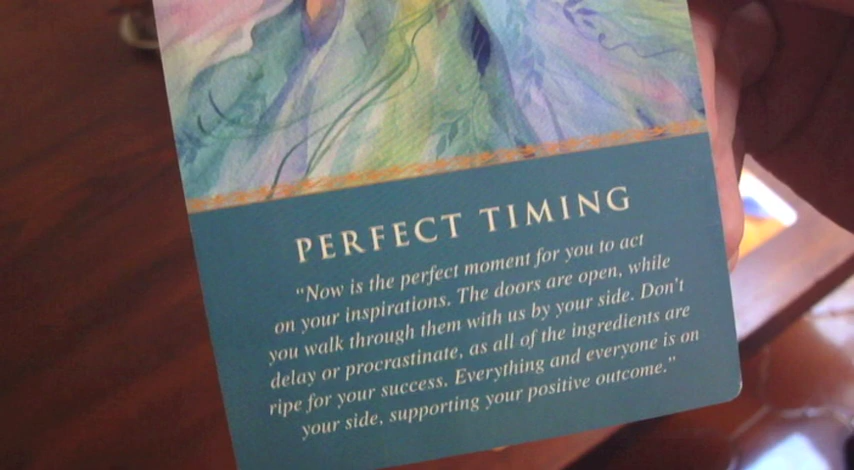 PERFECT TIMING
"Now is the perfect moment for you to act
on your inspirations. The doors are open, while
you walk through them with us by your side. Don't
delay or procrastinate, as all of the ingredients are
ripe for your success. Everything and everyone is on
your side, supporting your positive outcome."